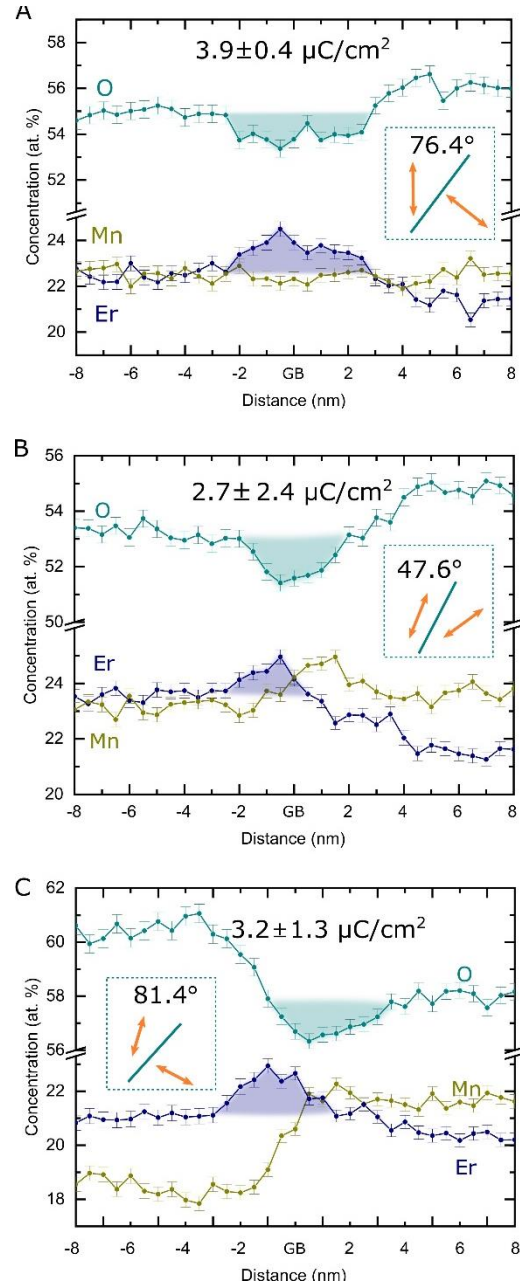 A
3.9±0.4 µC/cm²
O
76.4°
Mn
Er
Concentration (at. %)
56
54
52
24
22
20
-8 -6 -4 -2 GB 2 4 6 8
Distance (nm)
B
2.7±2.4 µC/cm²
O
47.6°
Er
Mn
Concentration (at. %)
56
54
52
50
26
24
22
20
-8 -6 -4 -2 GB 2 4 6 8
Distance (nm)
C
3.2±1.3 µC/cm²
81.4°
O
Mn
Er
Concentration (at. %)
62
60
58
56
22
20
18
-8 -6 -4 -2 GB 2 4 6 8
Distance (nm)